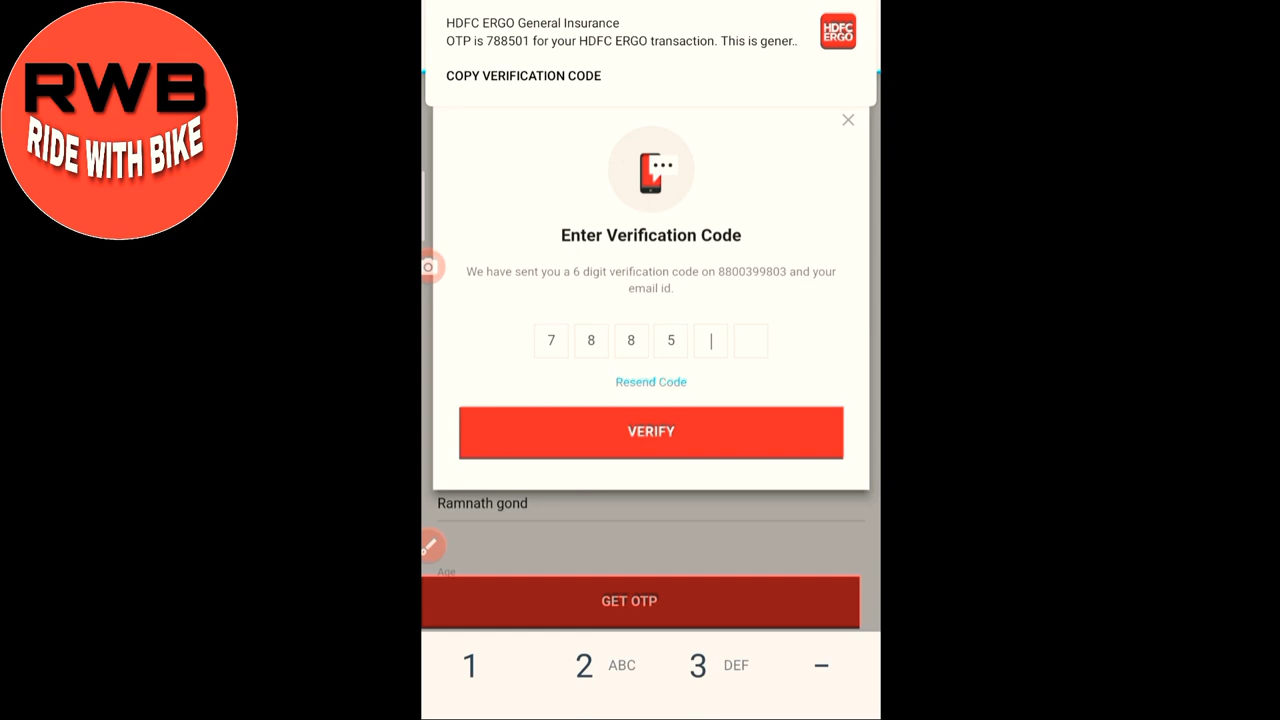 RWB
RIDE WITH BIKE
HDFC ERGO General Insurance
OTP is 788501 for your HDFC ERGO transaction. This is gener..
HDFC
ERGO
COPY VERIFICATION CODE
Enter Verification Code
We have sent you a 6 digit verification code on 8800399803 and your
email id.
7 8 8 5
Resend Code
VERIFY
Ramnath gond
Age
GET OTP
1 2 ABC 3 DEF -